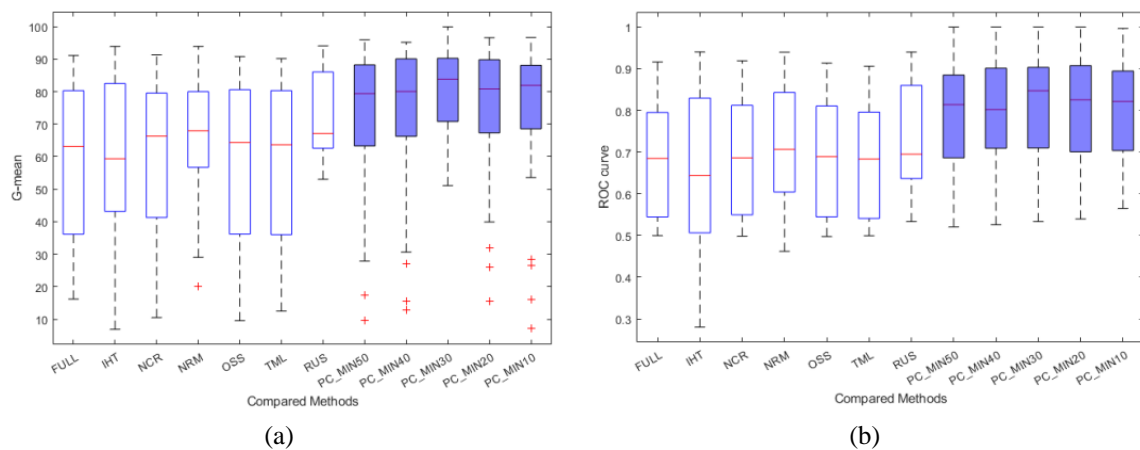 100
90
80
70
60
50
40
30
20
10
G-mean
FULL
IHT
NCR
NRM
OSS
TML
RUS
PC_MIN50
PC_MIN40
PC_MIN30
PC_MIN20
PC_MIN10
Compared Methods
(a)
1
0.9
0.8
0.7
0.6
0.5
0.4
0.3
ROC curve
FULL
IHT
NCR
NRM
OSS
TML
RUS
PC_MIN50
PC_MIN40
PC_MIN30
PC_MIN20
PC_MIN10
Compared Methods
(b)